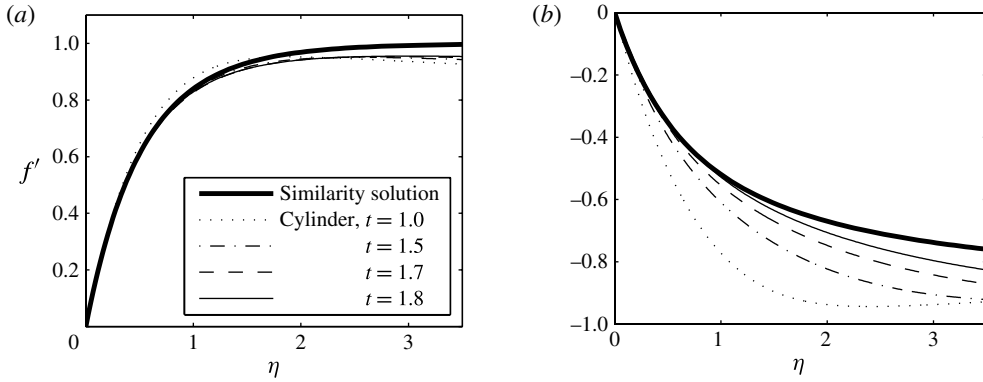 (a)
1.0
0.8
0.6
0.4
0.2
0
1
2
3
f′
η
Similarity solution
Cylinder, t = 1.0
t = 1.5
t = 1.7
t = 1.8
(b)
0
–0.2
–0.4
–0.6
–0.8
–1.0
0
1
2
3
η